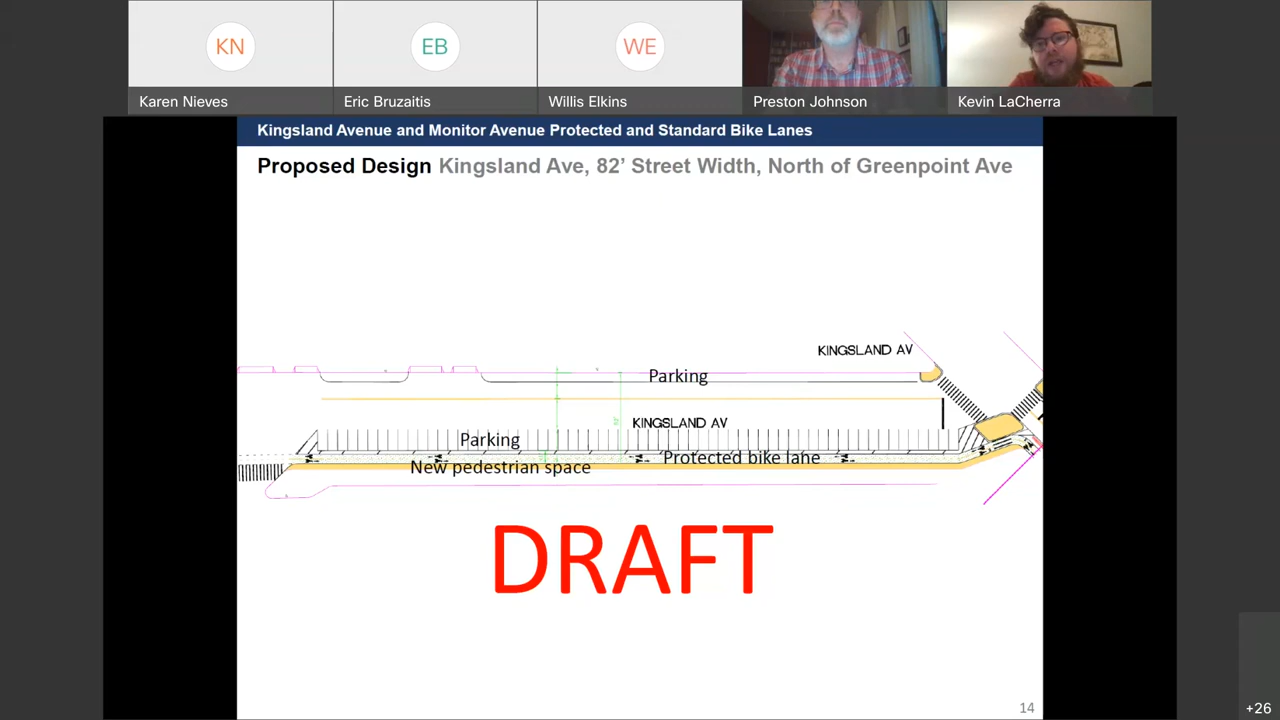 KN
EB
WE
Karen Nieves
Eric Bruzaitis
Willis Elkins
Preston Johnson
Kevin LaCherra
Kingsland Avenue and Monitor Avenue Protected and Standard Bike Lanes
Proposed Design Kingsland Ave, 82’ Street Width, North of Greenpoint Ave
KINGSLAND AV
Parking
KINGSLAND AV
Parking
Protected bike lane
New pedestrian space
DRAFT
14
+26